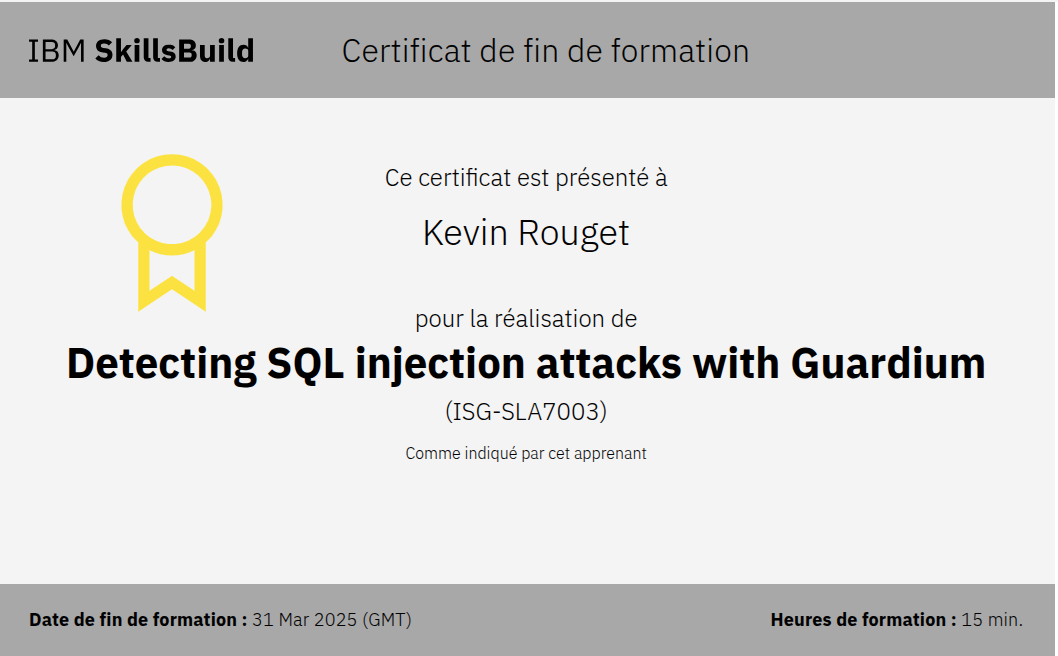 IBM SkillsBuild
Certificat de fin de formation
Ce certificat est présenté à
Kevin Rouget
pour la réalisation de
Detecting SQL injection attacks with Guardium
(ISG-SLA7003)
Comme indiqué par cet apprenant
Date de fin de formation : 31 Mar 2025 (GMT)
Heures de formation : 15 min.